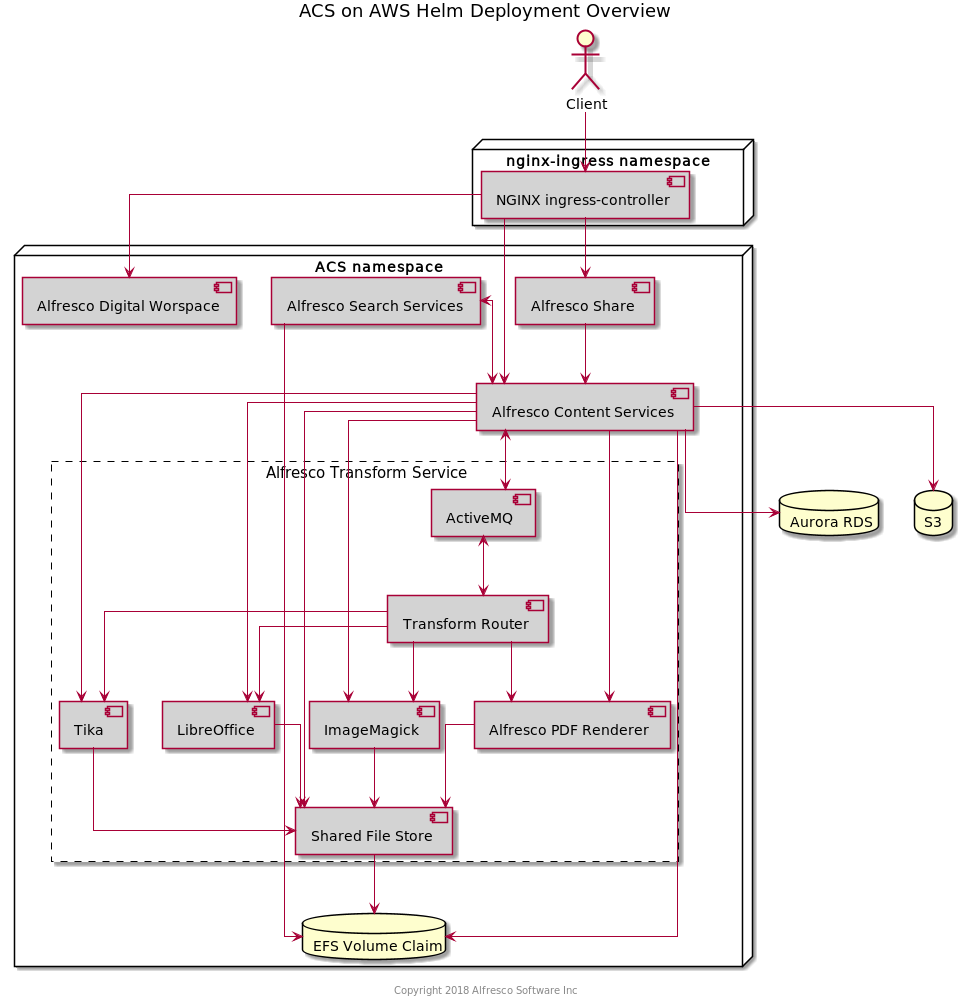 ACS on AWS Helm Deployment Overview
Client
nginx-ingress namespace
NGINX ingress-controller
ACS namespace
Alfresco Digital Worspace
Alfresco Search Services
Alfresco Share
Alfresco Content Services
Alfresco Transform Service
ActiveMQ
Aurora RDS
S3
Transform Router
Tika
LibreOffice
ImageMagick
Alfresco PDF Renderer
Shared File Store
EFS Volume Claim
Copyright 2018 Alfresco Software Inc